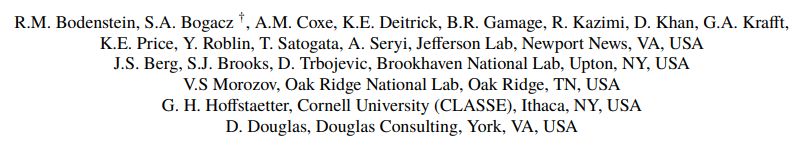 R.M. Bodenstein, S.A. Bogacz †, A.M. Coxe, K.E. Deitrick, B.R. Gamage, R. Kazimi, D. Khan, G.A. Krafft,
K.E. Price, Y. Roblin, T. Satogata, A. Seryi, Jefferson Lab, Newport News, VA, USA
J.S. Berg, S.J. Brooks, D. Trbojevic, Brookhaven National Lab, Upton, NY, USA
V.S Morozov, Oak Ridge National Lab, Oak Ridge, TN, USA
G. H. Hoffstaetter, Cornell University (CLASSE), Ithaca, NY, USA
D. Douglas, Douglas Consulting, York, VA, USA